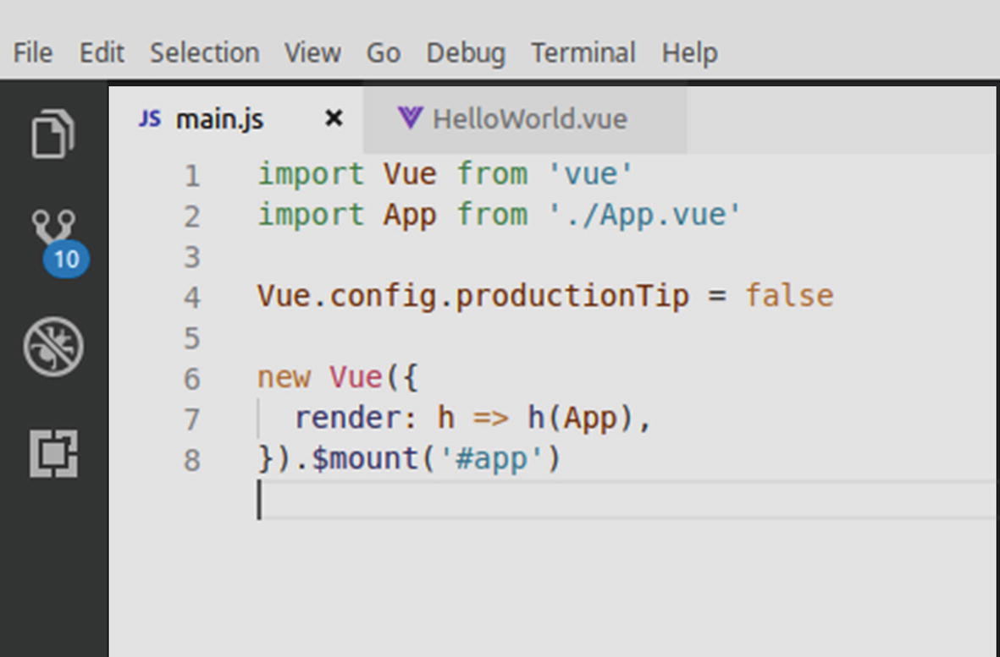 File Edit Selection View Go Debug Terminal Help
JS main.js × HelloWorld.vue
1 import Vue from 'vue'
2 import App from './App.vue'
3
4 Vue.config.productionTip = false
5
6 new Vue({
7   render: h => h(App),
8 }).$mount('#app')
10